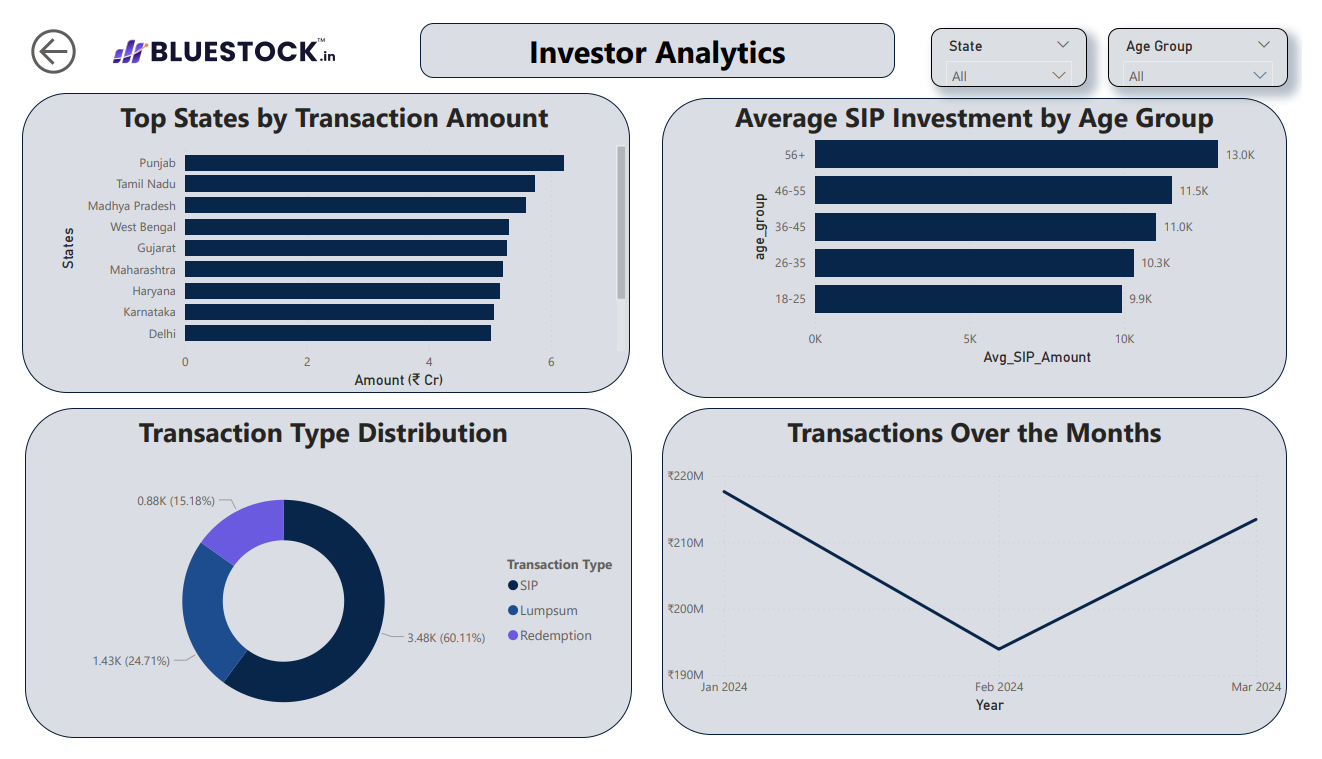 BLUESTOCK.in
™
Investor Analytics
State
All
Age Group
All
Top States by Transaction Amount
States
Punjab
Tamil Nadu
Madhya Pradesh
West Bengal
Gujarat
Maharashtra
Haryana
Karnataka
Delhi
0 2 4 6
Amount (₹ Cr)
Average SIP Investment by Age Group
age_group
56+ 13.0K
46-55 11.5K
36-45 11.0K
26-35 10.3K
18-25 9.9K
0K 5K 10K
Avg_SIP_Amount
Transaction Type Distribution
0.88K (15.18%)
3.48K (60.11%)
1.43K (24.71%)
Transaction Type
SIP
Lumpsum
Redemption
Transactions Over the Months
₹220M
₹210M
₹200M
₹190M
Jan 2024 Feb 2024 Mar 2024
Year